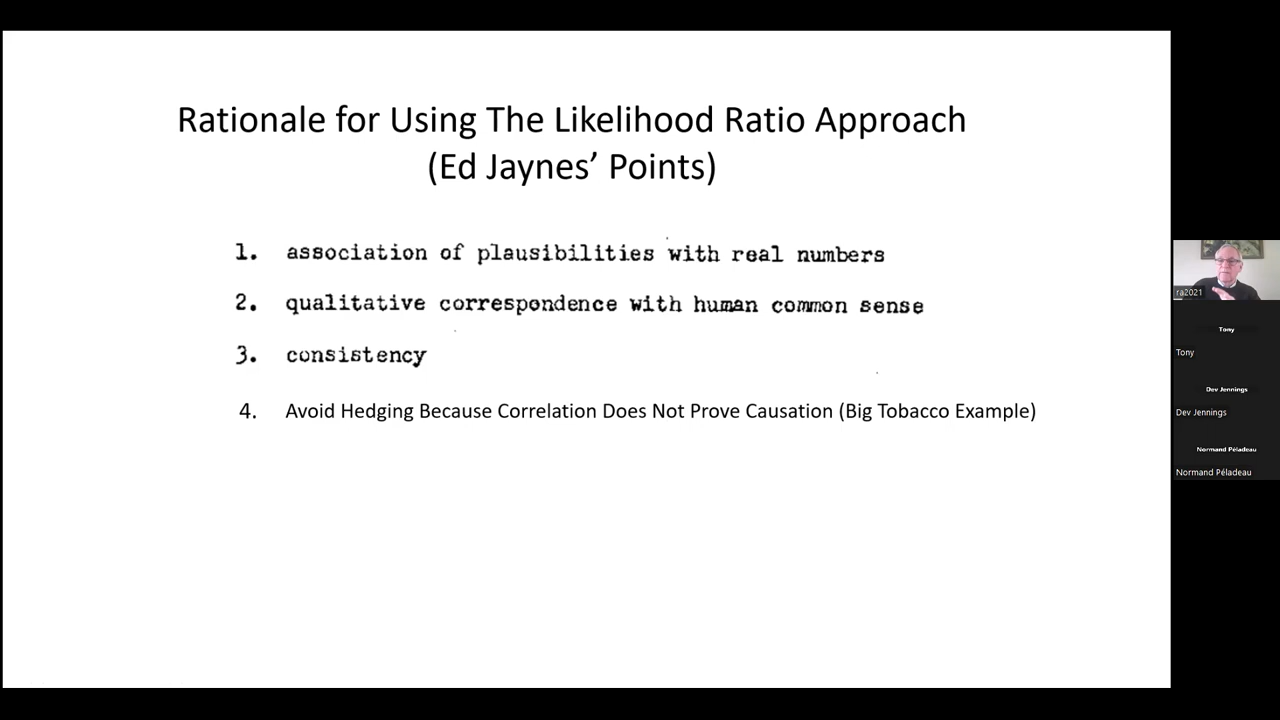 Rationale for Using The Likelihood Ratio Approach
(Ed Jaynes’ Points)
1. association of plausibilities with real numbers
2. qualitative correspondence with human common sense
3. consistency
4. Avoid Hedging Because Correlation Does Not Prove Causation (Big Tobacco Example)
ra2021
Tony
Tony
Dev Jennings
Dev Jennings
Normand Péladeau
Normand Péladeau